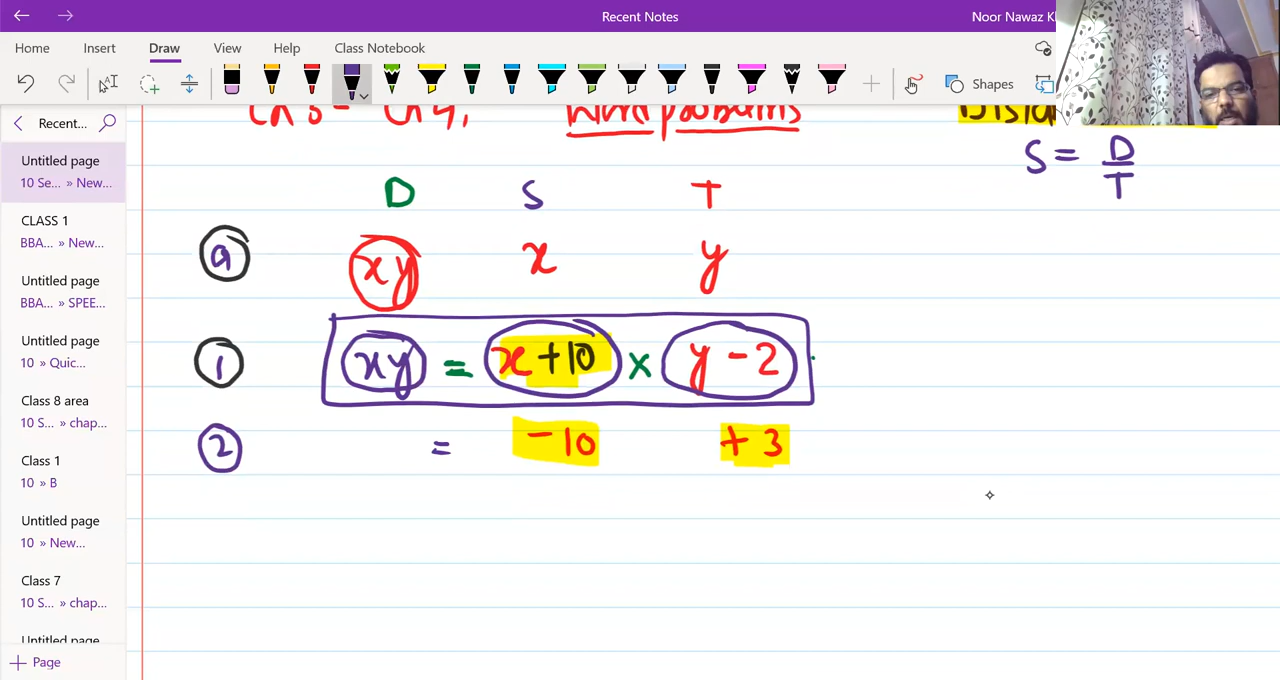 Recent Notes
Noor Nawaz
Home Insert Draw View Help Class Notebook
Shapes
Recent...
Untitled page
10 Se... » New...
CLASS 1
BBA... » New...
Untitled page
BBA... » SPEE...
Untitled page
10 » Quic...
Class 8 area
10 S... » chap...
Class 1
10 » B
Untitled page
10 » New...
Class 7
10 S... » chap...
Untitled page
+ Page
Word problems
S = D/T
D S T
a xy x y
1 xy = x + 10 × y - 2
2 = - 10 + 3